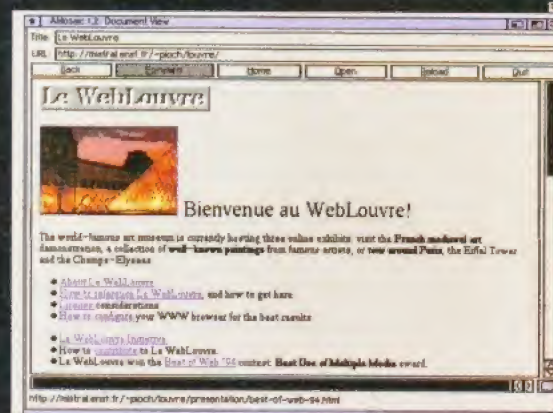 AMosaic 1.2: Document View
Title Le WebLouvre
URL http://mistral.enst.fr/~pioch/louvre/
Back Forward Home Open Reload Quit
Le WebLouvre
Bienvenue au WebLouvre!
The world-famous art museum is currently hosting three online exhibits: visit the French medieval art
demonstration, a collection of well-known paintings from famous artists, or tour around Paris, the Eiffel Tower
and the Champs-Elysees
About Le WebLouvre
How to reference Le WebLouvre, and how to get here
License considerations
How to configure your WWW browser for the best results
Le WebLouvre Initiative
How to contribute to Le WebLouvre
Le WebLouvre won the Best of Web '94 contest: Best Use of Multiple Media award.
http://mistral.enst.fr/~pioch/louvre/presentation/best-of-web-94.html